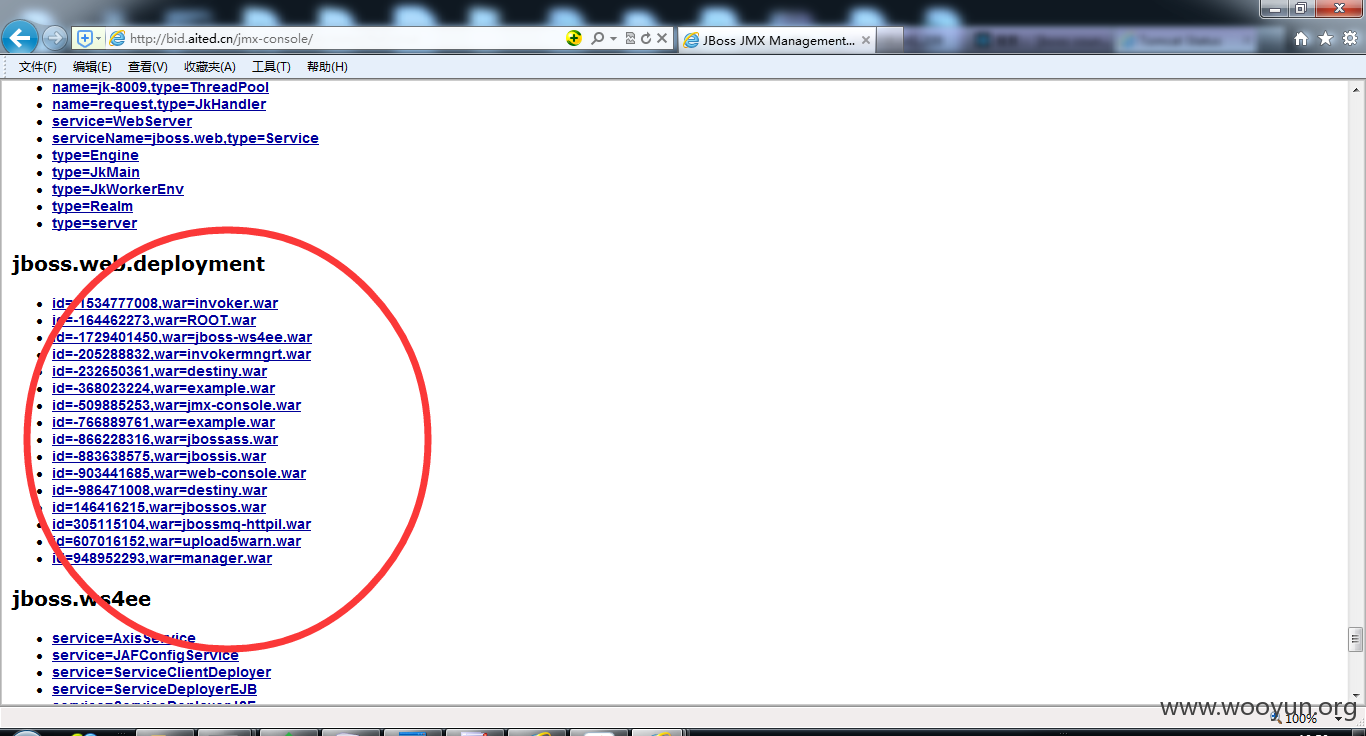 http://bid.aited.cn/jmx-console/
JBoss JMX Management...
文件(F) 编辑(E) 查看(V) 收藏夹(A) 工具(T) 帮助(H)
name=jk-8009,type=ThreadPool
name=request,type=JkHandler
service=WebServer
serviceName=jboss.web,type=Service
type=Engine
type=JkMain
type=JkWorkerEnv
type=Realm
type=server
jboss.web.deployment
id=-1534777008,war=invoker.war
id=-164462273,war=ROOT.war
id=-1729401450,war=jboss-ws4ee.war
id=-205288832,war=invokermngrt.war
id=-232650361,war=destiny.war
id=-368023224,war=example.war
id=-509885253,war=jmx-console.war
id=-766889761,war=example.war
id=-866228316,war=jbossass.war
id=-883638575,war=jbossis.war
id=-903441685,war=web-console.war
id=-986471008,war=destiny.war
id=146416215,war=jbossos.war
id=305115104,war=jbossmq-httpil.war
id=607016152,war=upload5warn.war
id=948952293,war=manager.war
jboss.ws4ee
service=AxisService
service=JAFConfigService
service=ServiceClientDeployer
service=ServiceDeployerEJB
www.wooyun.org
100%